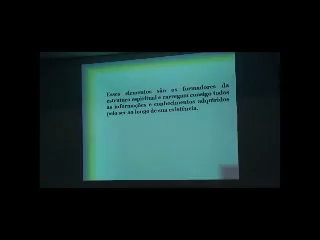 Esses elementos são os formadores da
estrutura espiritual e carregam consigo todos
as informações e conhecimentos adquiridos
pelo ser ao longo de sua existência.